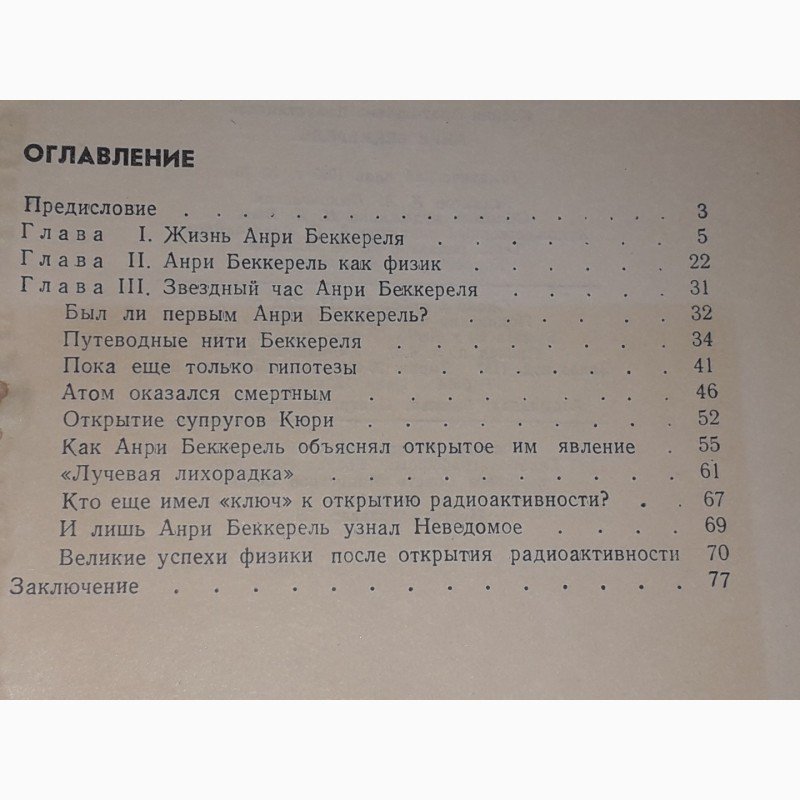 ОГЛАВЛЕНИЕ
Предисловие . . . . . . . . . . . . . . . . . . 3
Глава I. Жизнь Анри Беккереля . . . . . . . 5
Глава II. Анри Беккерель как физик . . . . . . 22
Глава III. Звездный час Анри Беккереля . . . . . 31
Был ли первым Анри Беккерель? . . . . . . 32
Путеводные нити Беккереля . . . . . . . . 34
Пока еще только гипотезы . . . . . . . . 41
Атом оказался смертным . . . . . . . . . 46
Открытие супругов Кюри . . . . . . . . . 52
Как Анри Беккерель объяснял открытое им явление . 55
«Лучевая лихорадка» . . . . . . . . . . 61
Кто еще имел «ключ» к открытию радиоактивности? . . 67
И лишь Анри Беккерель узнал Неведомое . . . . 69
Великие успехи физики после открытия радиоактивности 70
Заключение . . . . . . . . . . . . . . . . 77